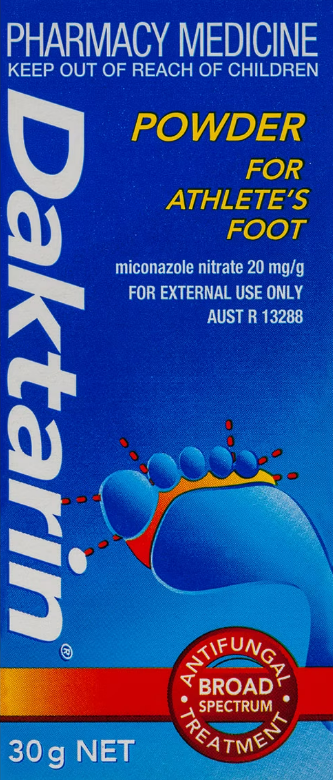 PHARMACY MEDICINE
KEEP OUT OF REACH OF CHILDREN
Daktarin®
POWDER
FOR
ATHLETE'S
FOOT
miconazole nitrate 20 mg/g
FOR EXTERNAL USE ONLY
AUST R 13288
ANTIFUNGAL
BROAD
SPECTRUM
TREATMENT
30g NET